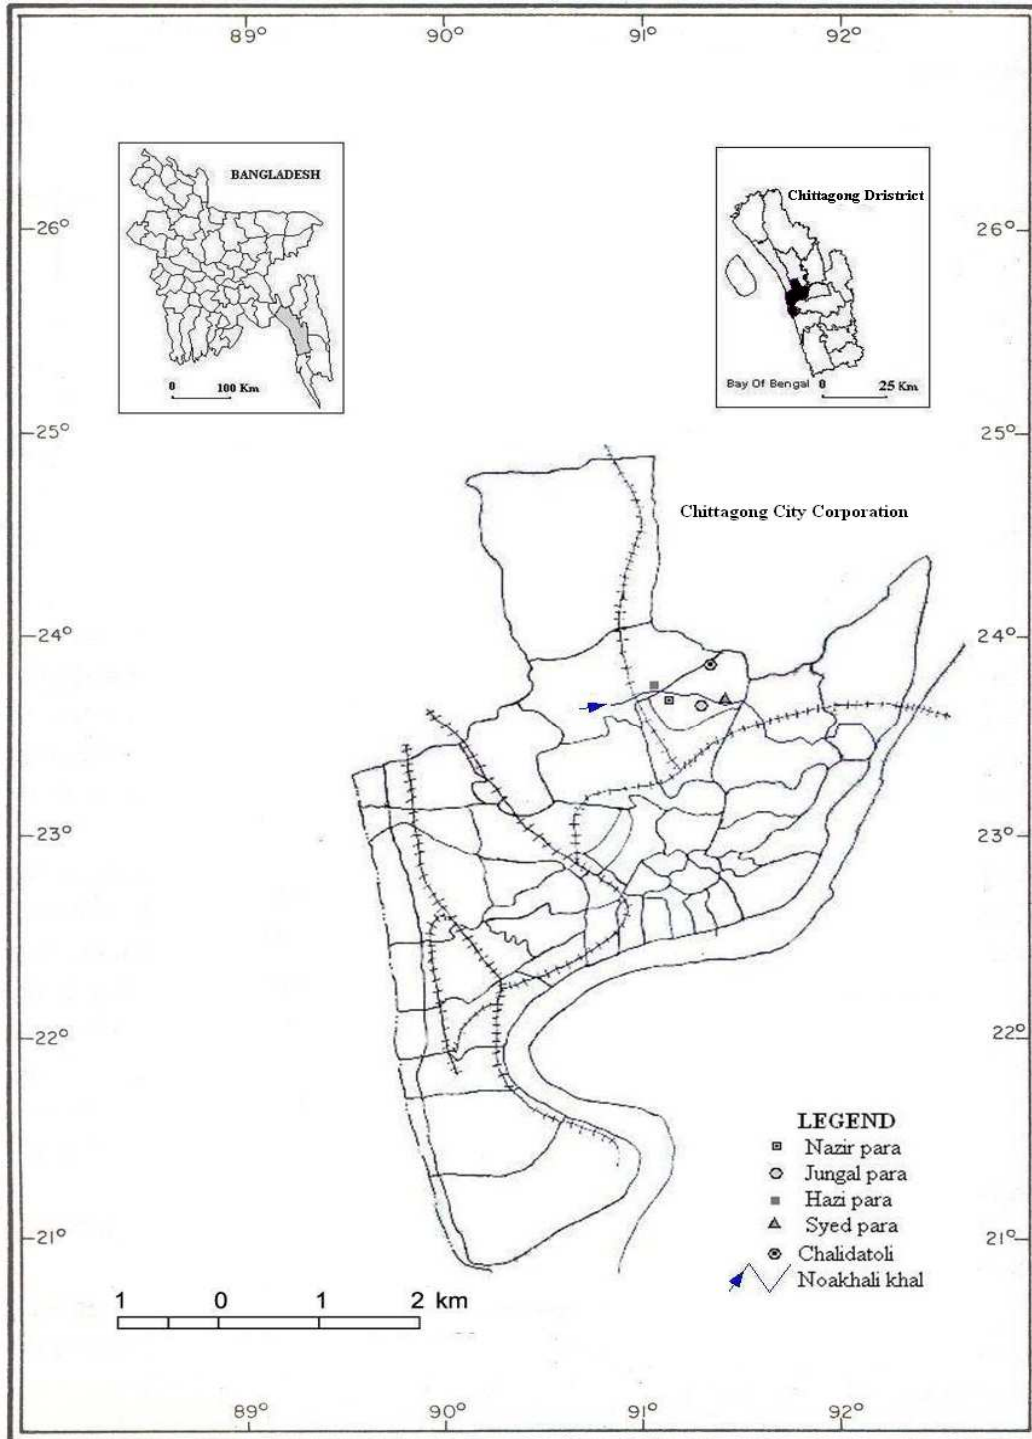 89° 90° 91° 92°
BANGLADESH
0 100 Km
Chittagong Dristrict
Bay Of Bengal 0 25 Km
26° 26°
25° 25°
Chittagong City Corporation
24° 24°
23° 23°
22° 22°
LEGEND
Nazir para
Jungal para
Hazi para
Syed para
Chalidatoli
Noakhali khal
21° 21°
1 0 1 2 km
89° 90° 91° 92°